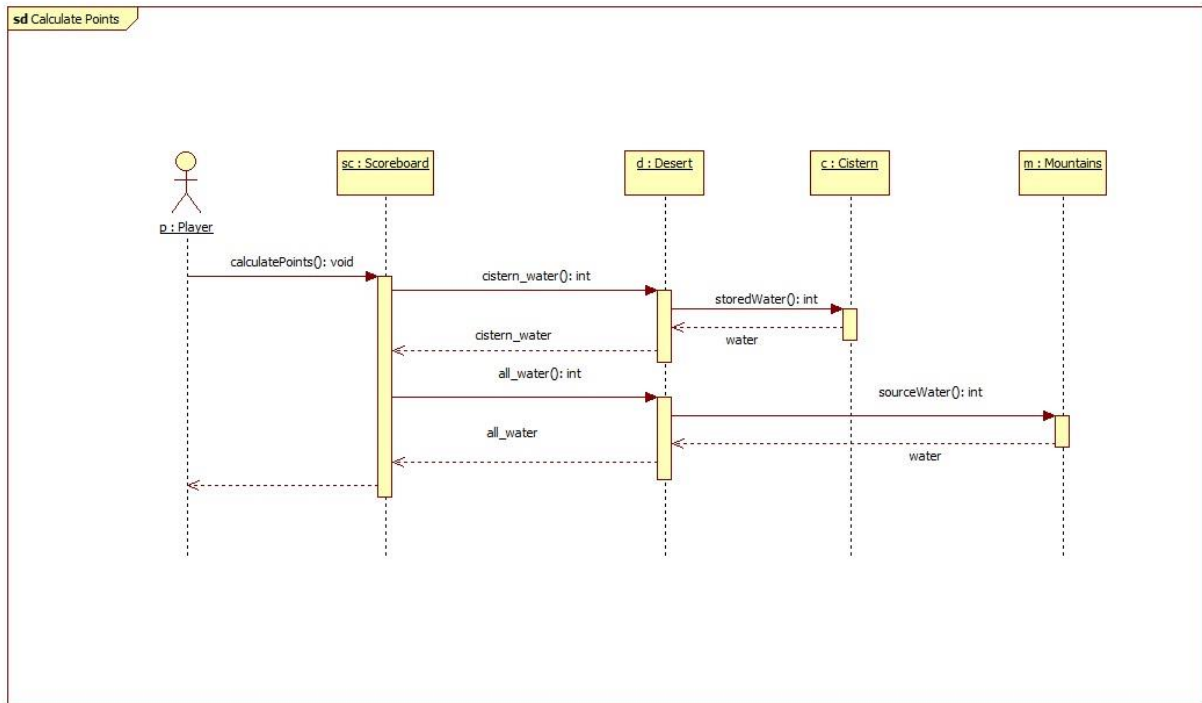 sd Calculate Points
sc : Scoreboard
d : Desert
c : Cistern
m : Mountains
p : Player
calculatePoints(): void
cistern_water(): int
storedWater(): int
cistern_water
water
all_water(): int
sourceWater(): int
all_water
water